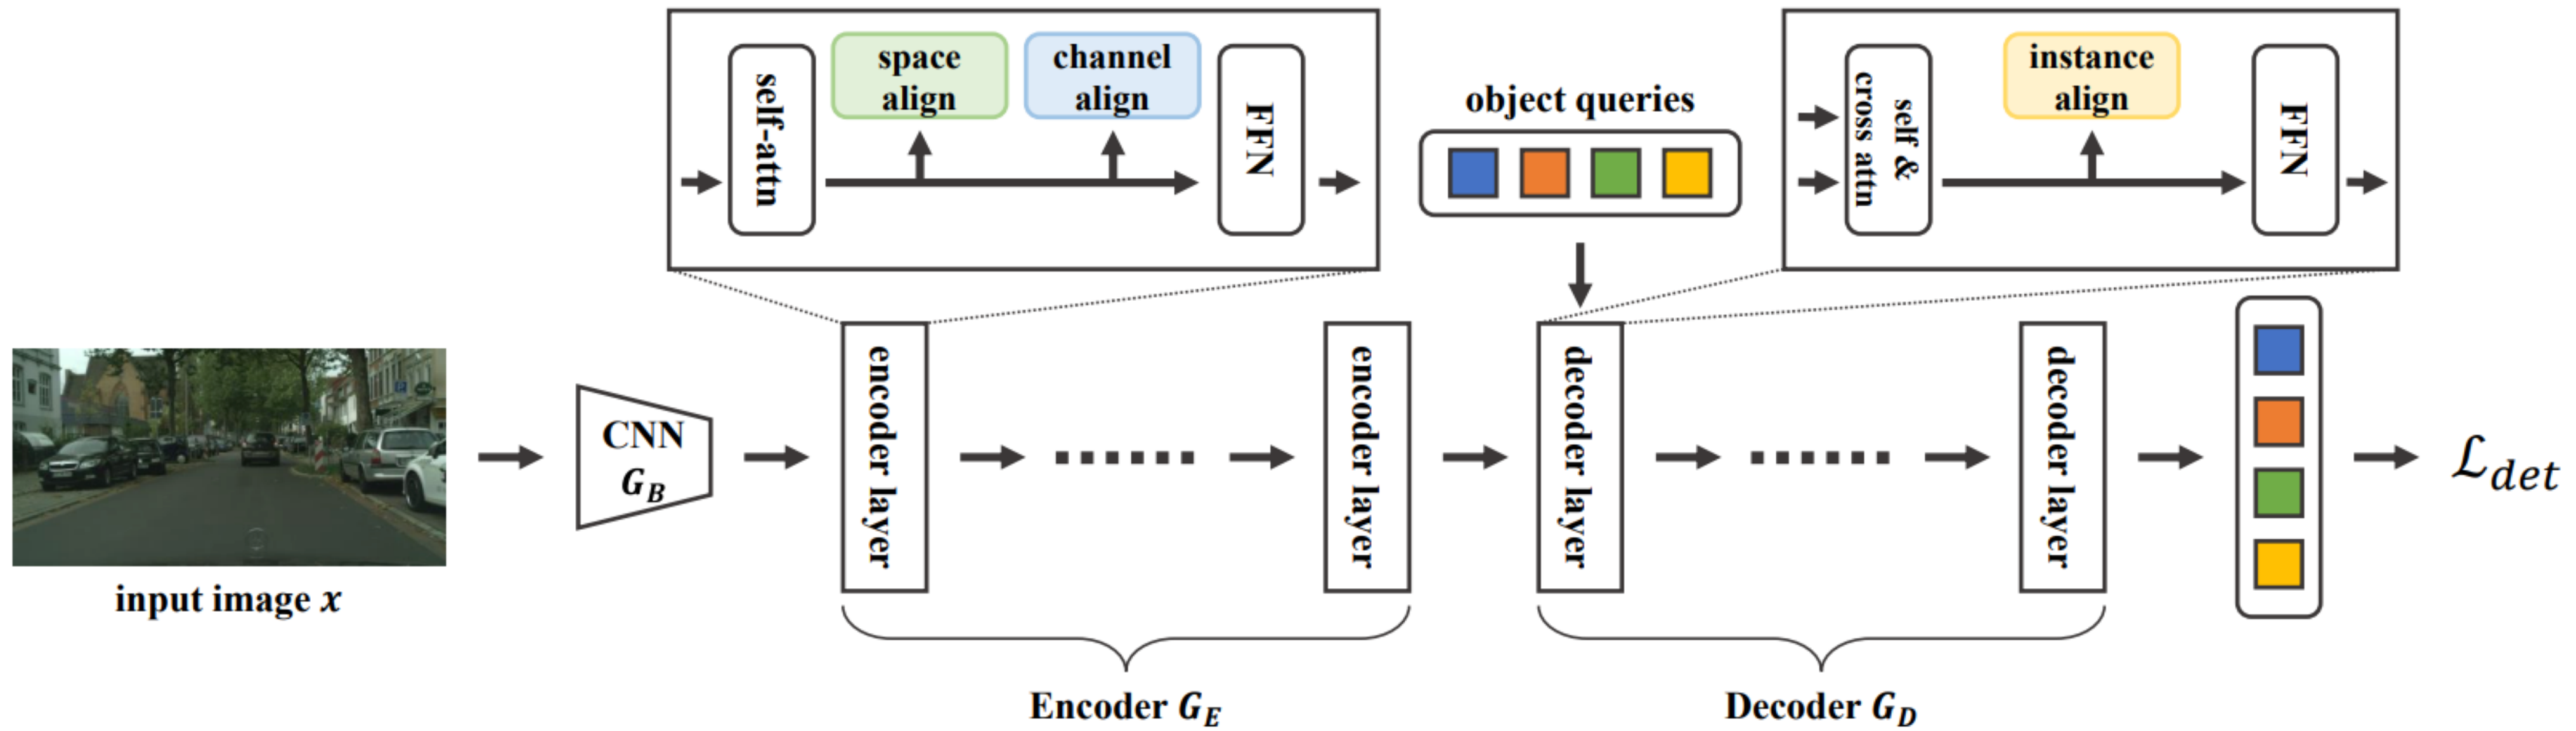 self-attn
space
align
channel
align
FFN
object queries
self &
cross attn
instance
align
FFN
input image x
CNN
G_B
encoder layer
encoder layer
decoder layer
decoder layer
ℒ_det
Encoder G_E
Decoder G_D